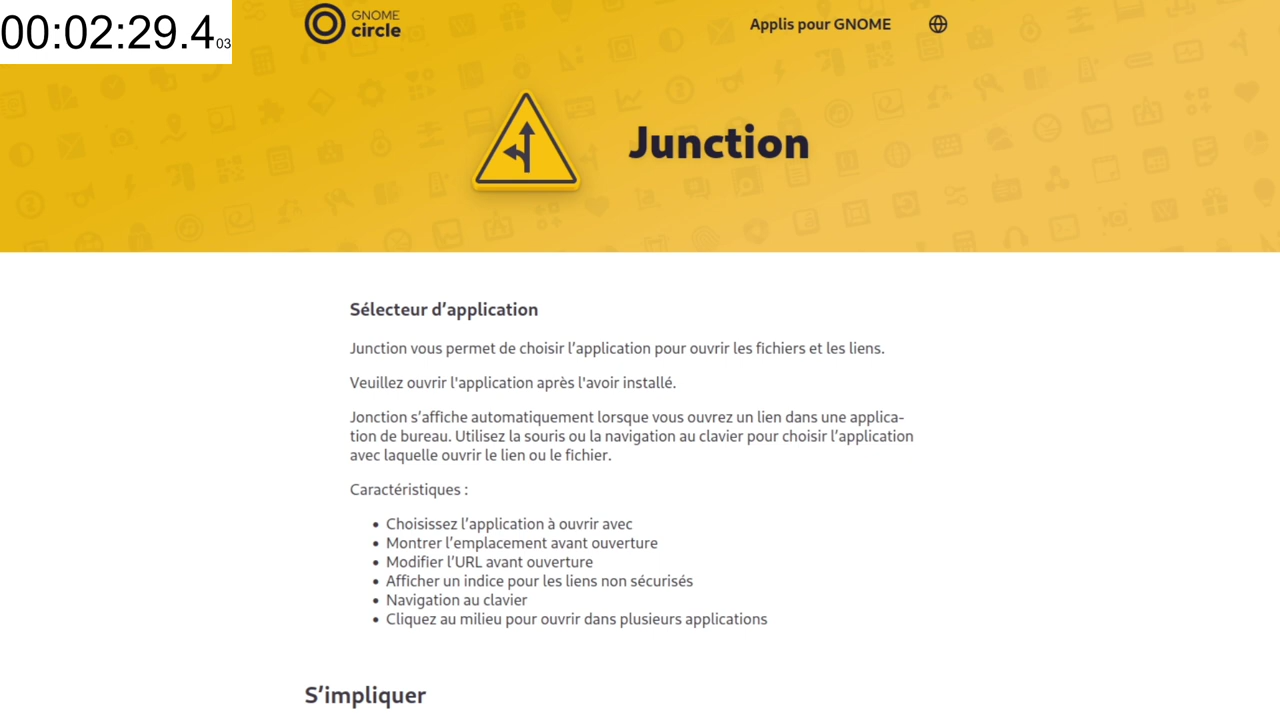 00:02:29.403
GNOME
circle
Applis pour GNOME
Junction
Sélecteur d’application
Junction vous permet de choisir l’application pour ouvrir les fichiers et les liens.
Veuillez ouvrir l'application après l'avoir installé.
Jonction s’affiche automatiquement lorsque vous ouvrez un lien dans une applica-
tion de bureau. Utilisez la souris ou la navigation au clavier pour choisir l’application
avec laquelle ouvrir le lien ou le fichier.
Caractéristiques :
• Choisissez l’application à ouvrir avec
• Montrer l’emplacement avant ouverture
• Modifier l’URL avant ouverture
• Afficher un indice pour les liens non sécurisés
• Navigation au clavier
• Cliquez au milieu pour ouvrir dans plusieurs applications
S’impliquer